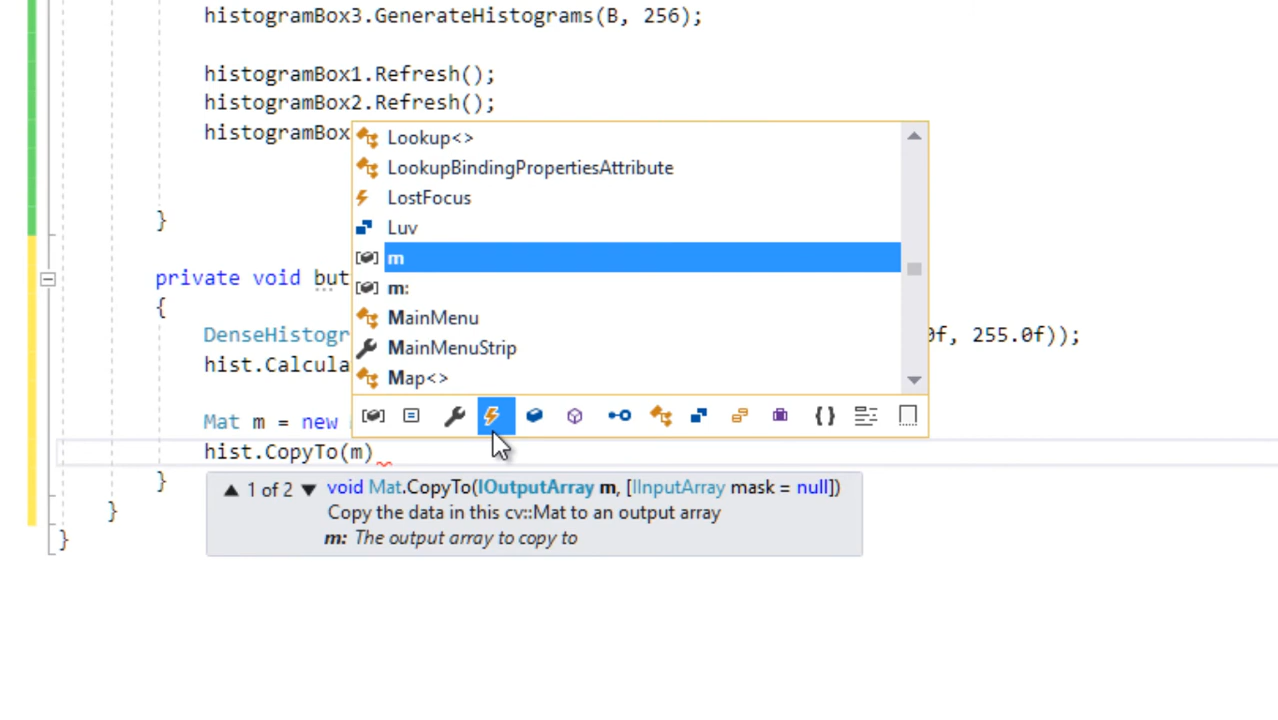 histogramBox3.GenerateHistograms(B, 256);
histogramBox1.Refresh();
histogramBox2.Refresh();
histogramBox
Lookup<>
LookupBindingPropertiesAttribute
LostFocus
Luv
m
m:
MainMenu
MainMenuStrip
Map<>
{ }
}
private void but
{
DenseHistogr 0f, 255.0f));
hist.Calcula
Mat m = new
hist.CopyTo(m)
}
1 of 2 void Mat.CopyTo(IOutputArray m, [IInputArray mask = null])
Copy the data in this cv::Mat to an output array
m: The output array to copy to
}
}